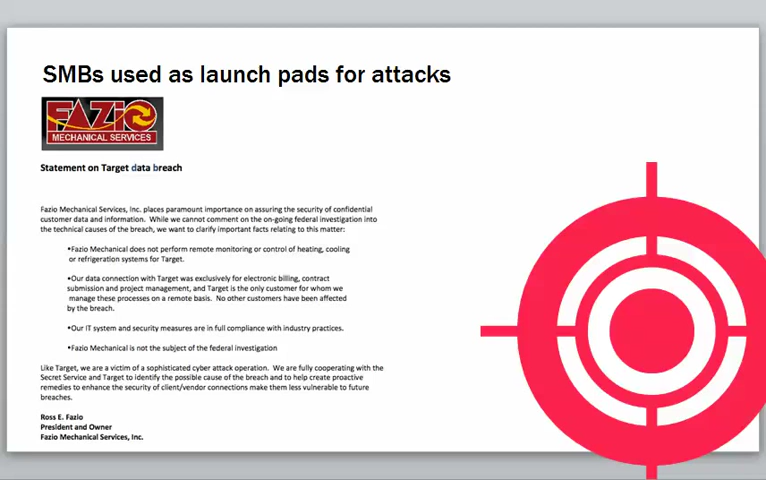 SMBs used as launch pads for attacks
FAZIO
MECHANICAL SERVICES
Statement on Target data breach
Fazio Mechanical Services, Inc. places paramount importance on assuring the security of confidential
customer data and information. While we cannot comment on the on-going federal investigation into
the technical causes of the breach, we want to clarify important facts relating to this matter:
•Fazio Mechanical does not perform remote monitoring or control of heating, cooling
or refrigeration systems for Target.
•Our data connection with Target was exclusively for electronic billing, contract
submission and project management, and Target is the only customer for whom we
manage these processes on a remote basis. No other customers have been affected
by the breach.
•Our IT system and security measures are in full compliance with industry practices.
•Fazio Mechanical is not the subject of the federal investigation
Like Target, we are a victim of a sophisticated cyber attack operation. We are fully cooperating with the
Secret Service and Target to identify the possible cause of the breach and to help create proactive
remedies to enhance the security of client/vendor connections make them less vulnerable to future
breaches.
Ross E. Fazio
President and Owner
Fazio Mechanical Services, Inc.